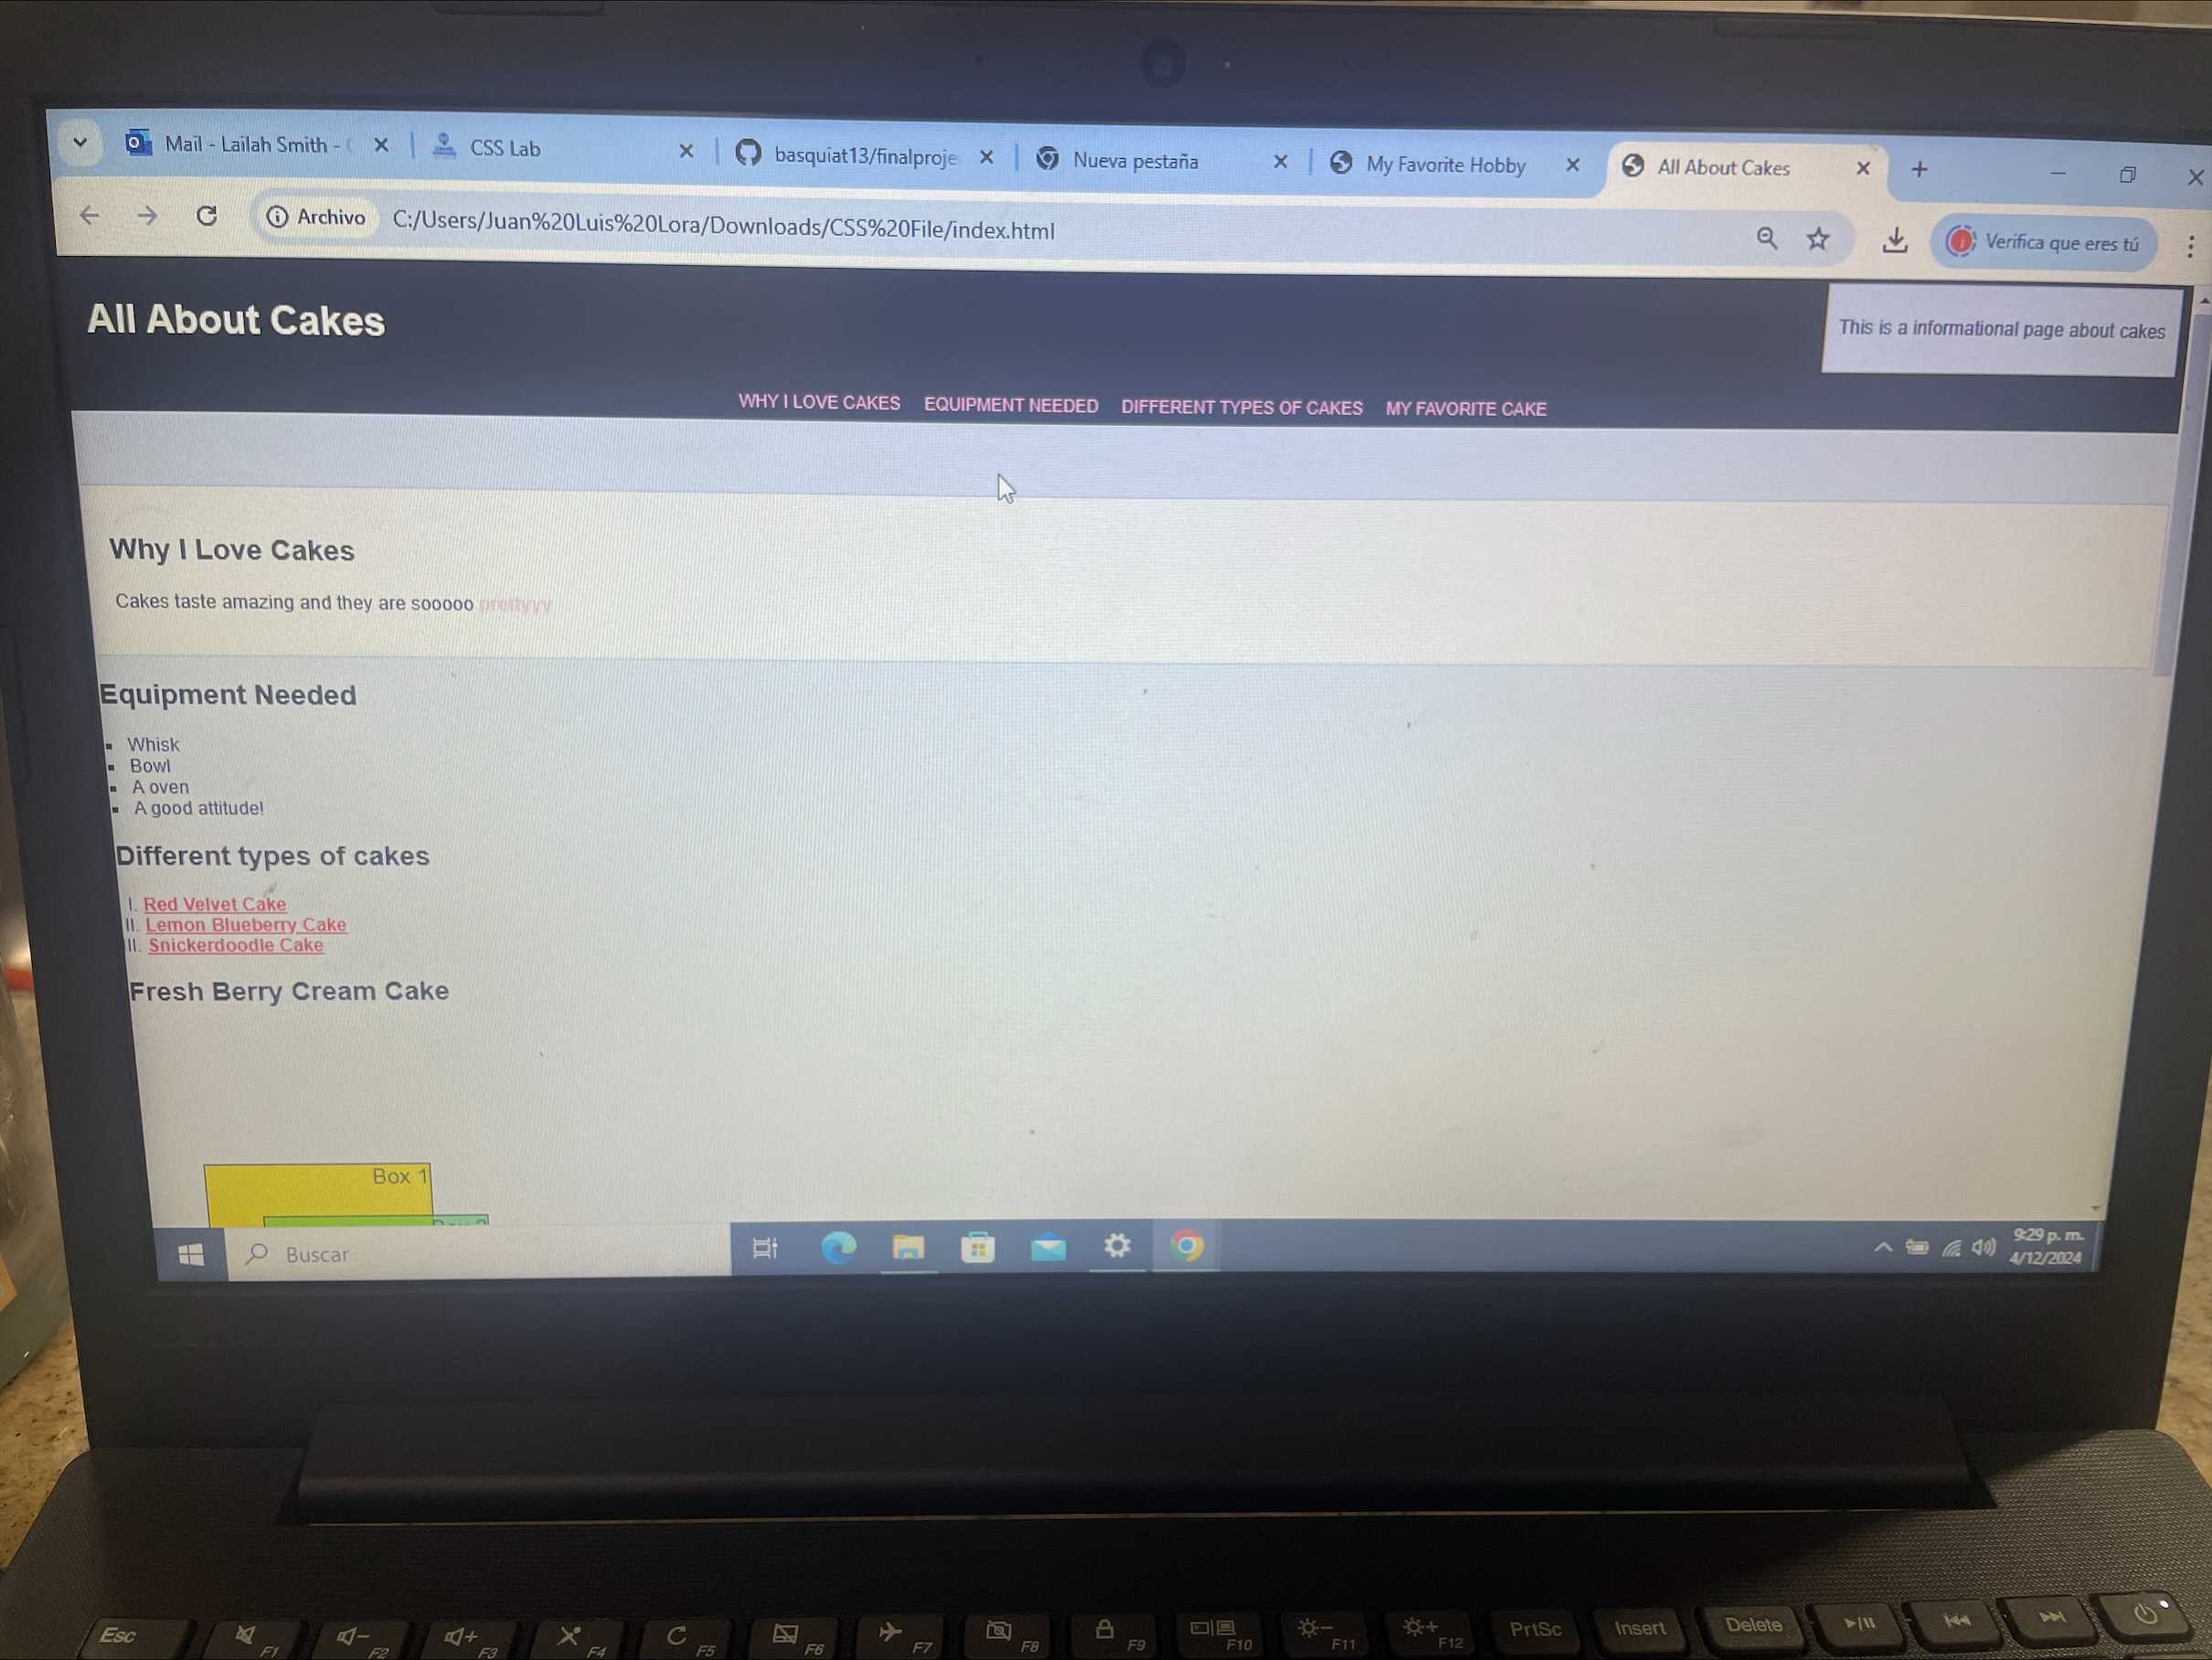 Mail - Lailah Smith -
CSS Lab
basquiat13/finalproje
Nueva pestaña
My Favorite Hobby
All About Cakes
Archivo
C:/Users/Juan%20Luis%20Lora/Downloads/CSS%20File/index.html
Verifica que eres tú
All About Cakes
This is a informational page about cakes
WHY I LOVE CAKES EQUIPMENT NEEDED DIFFERENT TYPES OF CAKES MY FAVORITE CAKE
Why I Love Cakes
Cakes taste amazing and they are sooooo prettyyy
Equipment Needed
Whisk
Bowl
A oven
A good attitude!
Different types of cakes
I. Red Velvet Cake
II. Lemon Blueberry Cake
II. Snickerdoodle Cake
Fresh Berry Cream Cake
Box 1
Buscar
9:29 p. m.
4/12/2024
Esc
F1
F2
F3
F4
F5
F6
F7
F8
F9
F10
F11
F12
PrtSc
Insert
Delete